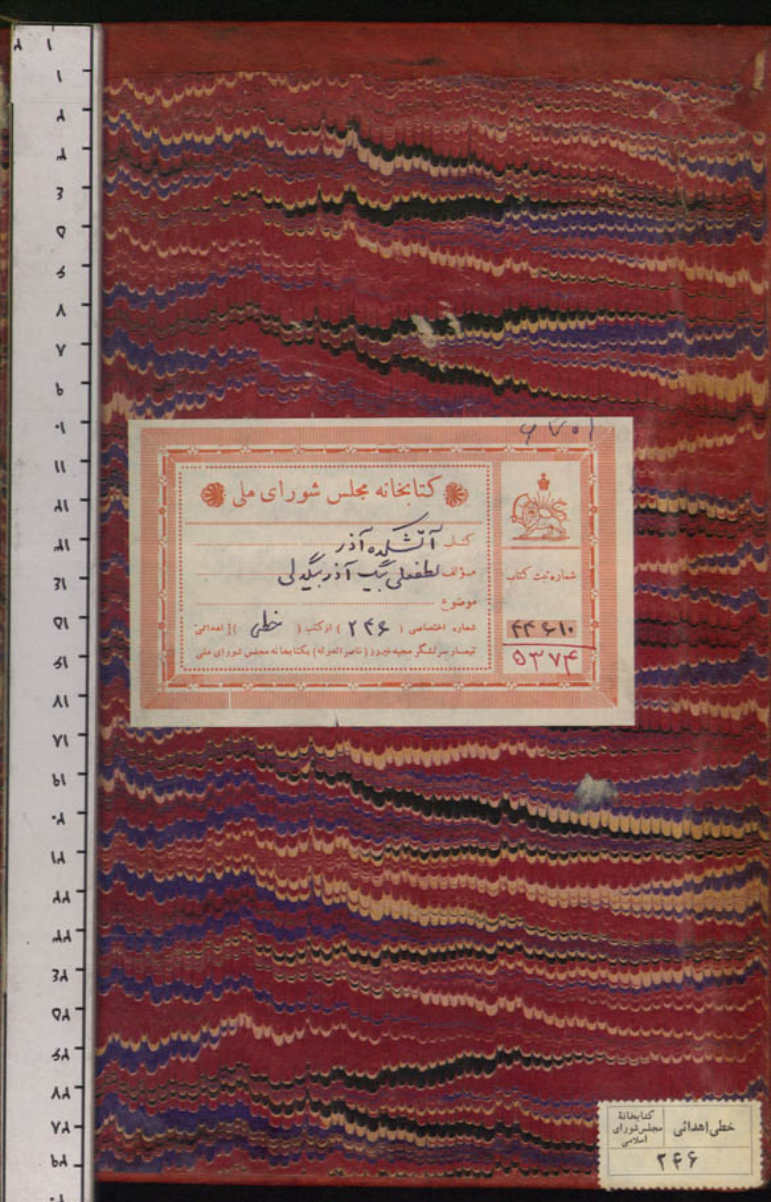 ۶۷۰۱
کتابخانه مجلس شورای ملی
کتاب آتشکده آذر
مؤلف لطفعلی بیگ آذر بیگدلی
موضوع
شماره اختصاصی ( ۲۴۶ ) از کتب ( خطی ) اهدائی
تیمسار سرلشگر مجید فیروز (ناصرالدوله) بکتابخانه مجلس شورای ملی
شماره ثبت کتاب
۴۴۶۱۰
۵۳۷۴
خطی اهدائی
کتابخانهٔ
مجلس شورای
اسلامی
۲۴۶